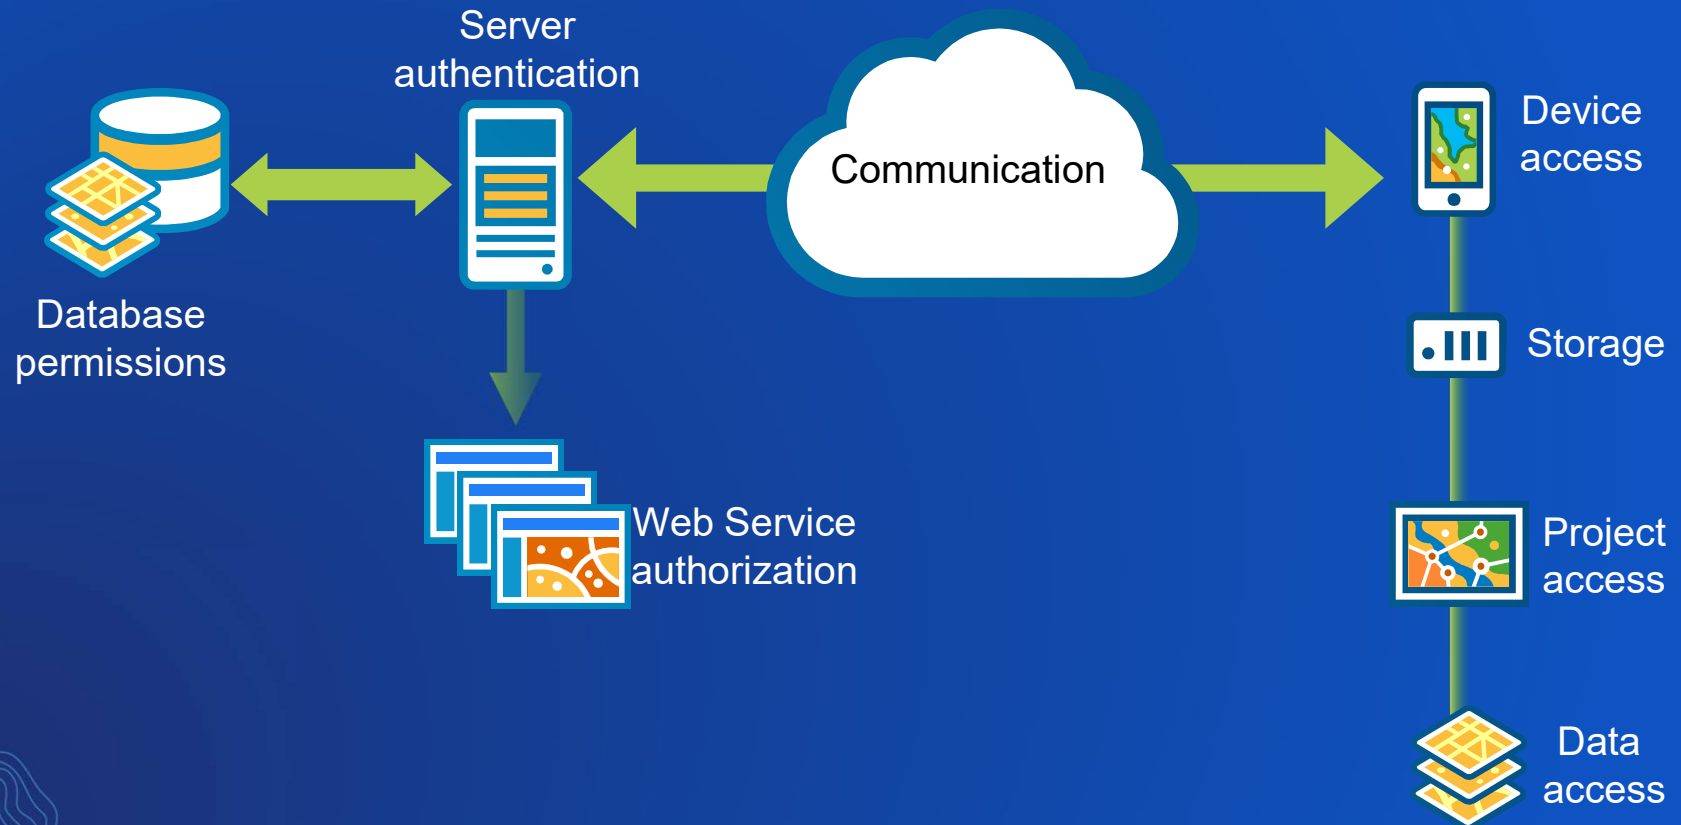 Server
authentication
Communication
Device
access
Database
permissions
Storage
Web Service
authorization
Project
access
Data
access